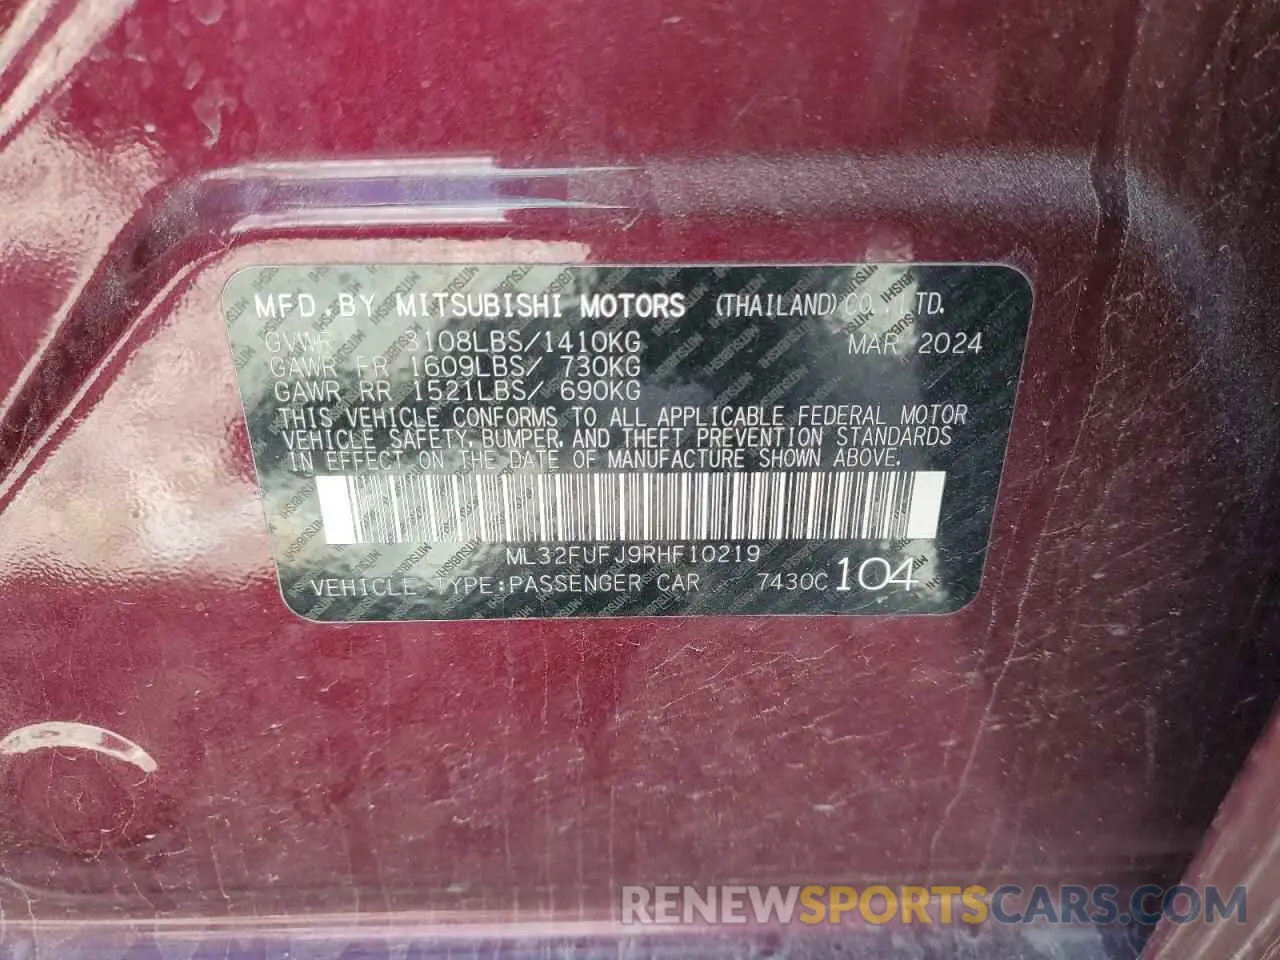 MFD.BY MITSUBISHI MOTORS (THAILAND)CO.,LTD.
GVWR 3108LBS/1410KG MAR 2024
GAWR FR 1609LBS/ 730KG
GAWR RR 1521LBS/ 690KG
THIS VEHICLE CONFORMS TO ALL APPLICABLE FEDERAL MOTOR
VEHICLE SAFETY, BUMPER, AND THEFT PREVENTION STANDARDS
IN EFFECT ON THE DATE OF MANUFACTURE SHOWN ABOVE.
ML32FUFJ9RHF10219
VEHICLE TYPE:PASSENGER CAR 7430C 104
RENEWSPORTSCARS.COM